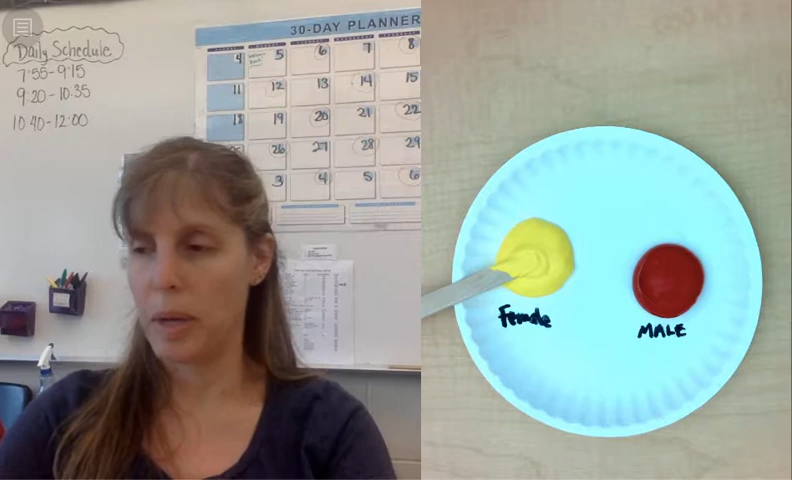 Daily Schedule
7:55-9:15
9:20-10:35
10:40-12:00
30-DAY PLANNER
4 5 6 7 8
11 12 13 14 15
18 19 20 21 22
26 27 28 29
3 4 5 6
Female
MALE